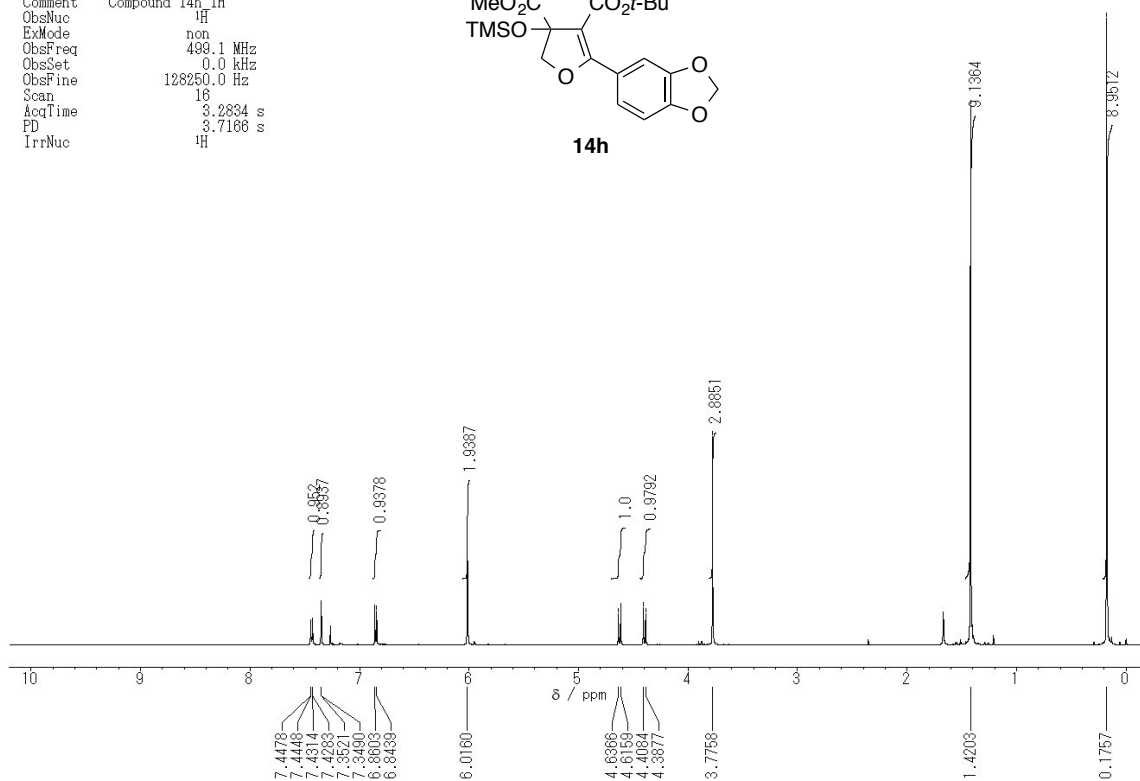 Comment Compound 14h_1H
ObsNuc 1H
ExMode non
ObsFreq 499.1 MHz
ObsSet 0.0 kHz
ObsFine 128250.0 Hz
Scan 16
AcqTime 3.2834 s
PD 3.7166 s
IrrNuc 1H
MeO2C CO2t-Bu
TMSO
O
O
O
14h
0.952
0.8937
0.9378
1.9387
1.0
0.9792
2.8851
9.1364
8.9512
10 9 8 7 6 5 4 3 2 1 0
δ / ppm
7.4478
7.4448
7.4314
7.4283
7.3521
7.3490
6.8603
6.8439
6.0160
4.6366
4.6159
4.4084
4.3877
3.7758
1.4203
0.1757